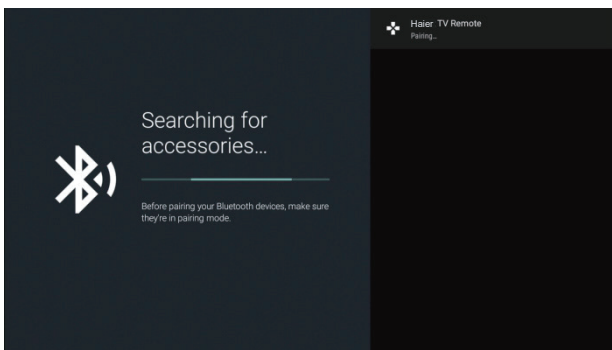 Searching for
accessories...
Before pairing your Bluetooth devices, make sure
they're in pairing mode.
Haier TV Remote
Pairing...